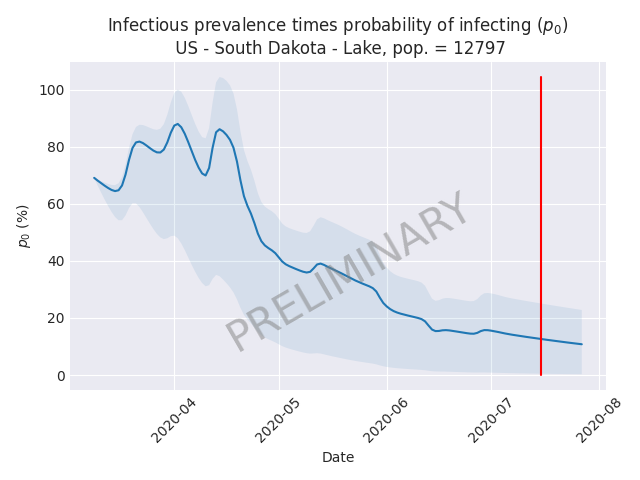 Infectious prevalence times probability of infecting (p₀)
US - South Dakota - Lake, pop. = 12797
p₀ (%)
100
80
60
40
20
0
PRELIMINARY
2020-04
2020-05
2020-06
2020-07
2020-08
Date